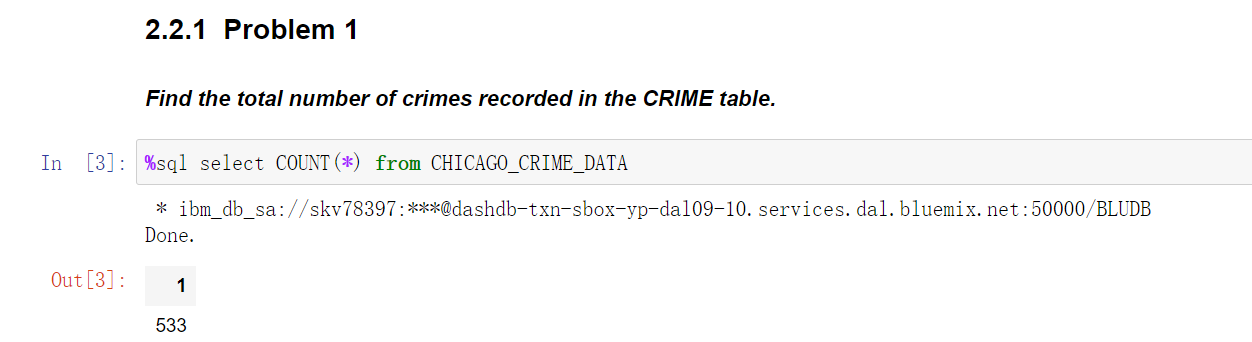 2.2.1 Problem 1
Find the total number of crimes recorded in the CRIME table.
In [3]: %sql select COUNT(*) from CHICAGO_CRIME_DATA
* ibm_db_sa://skv78397:***@dashdb-txn-sbox-yp-dal09-10.services.dal.bluemix.net:50000/BLUDB
Done.
Out[3]: 1
533